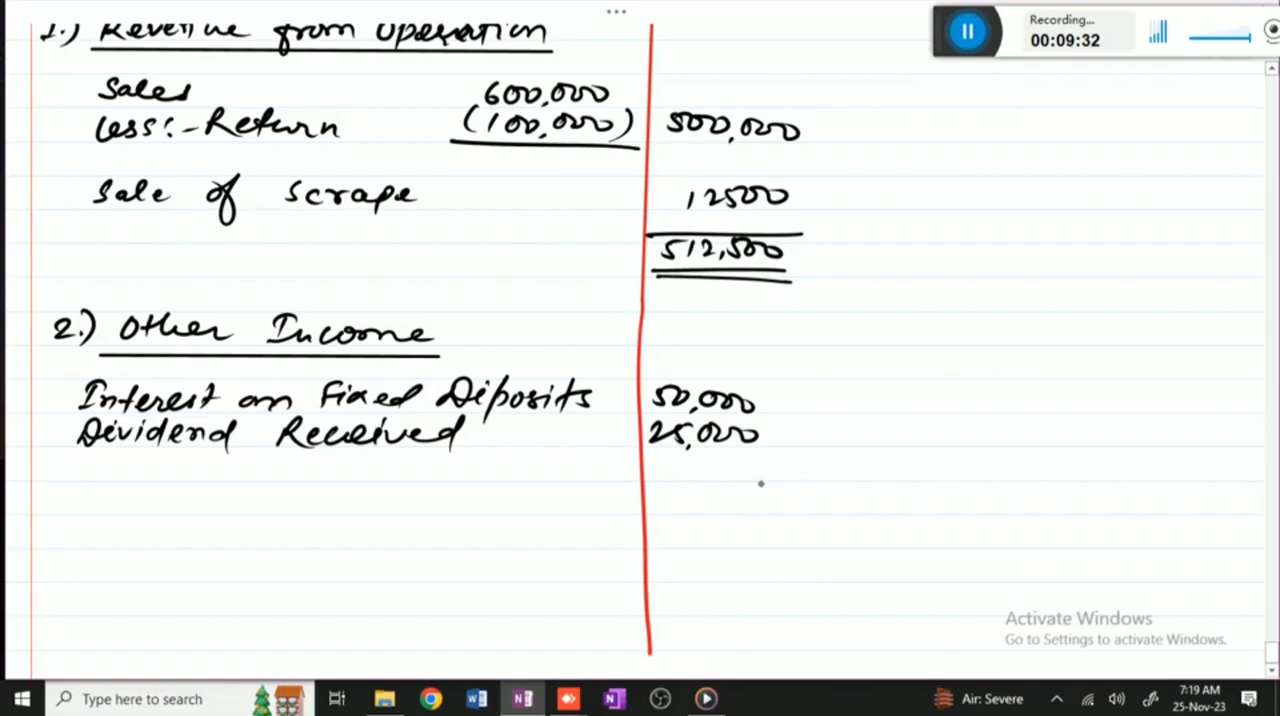 Recording...
00:09:32
1.) Revenue from Operation
Sales 600,000
Less:- Return (100,000) 500,000
Sale of Scrape 12500
512,500
2.) Other Income
Interest on Fixed Diposits 50,000
Dividend Received 25,000
Activate Windows
Go to Settings to activate Windows.
Type here to search
Air: Severe
7:19 AM
25-Nov-23